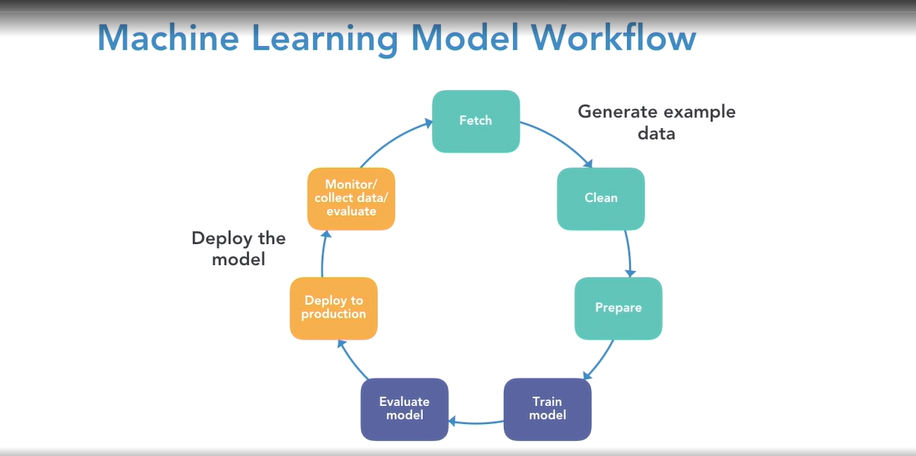 Machine Learning Model Workflow
Fetch
Generate example
data
Clean
Prepare
Train
model
Evaluate
model
Deploy to
production
Deploy the
model
Monitor/
collect data/
evaluate